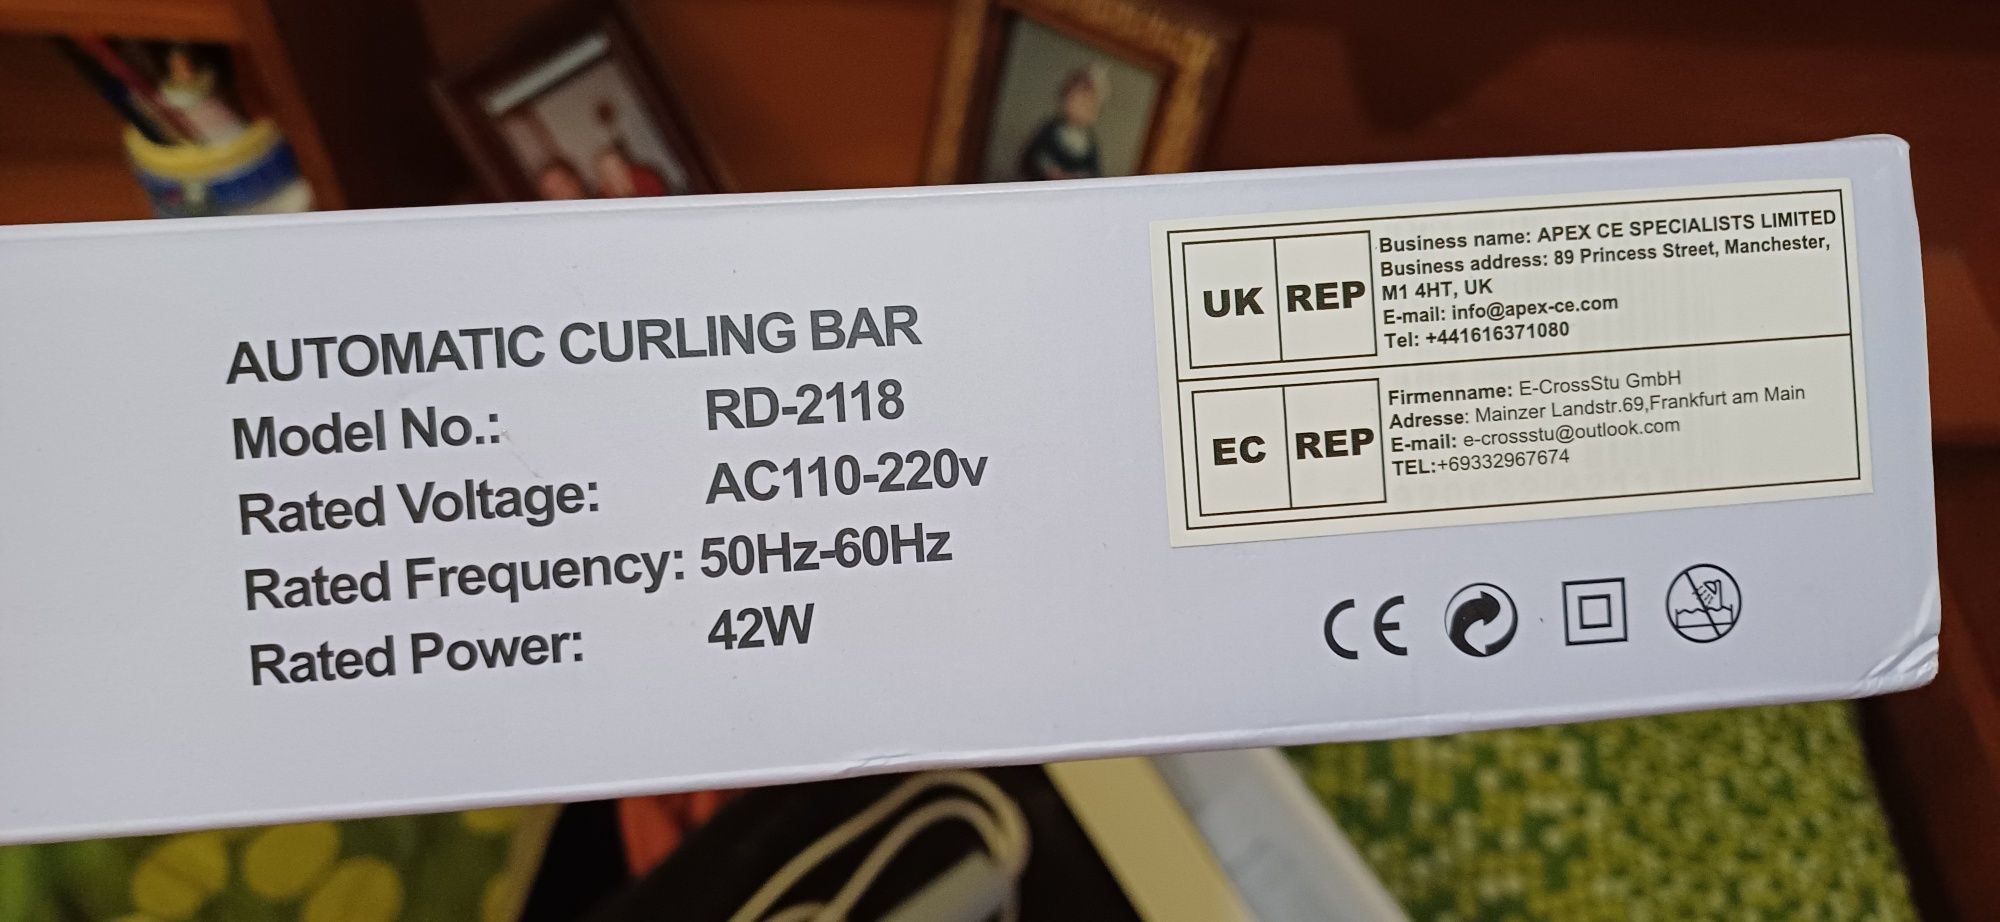 AUTOMATIC CURLING BAR
Model No.: RD-2118
Rated Voltage: AC110-220v
Rated Frequency: 50Hz-60Hz
Rated Power: 42W
UK REP
Business name: APEX CE SPECIALISTS LIMITED
Business address: 89 Princess Street, Manchester,
M1 4HT, UK
E-mail: info@apex-ce.com
Tel: +441616371080
EC REP
Firmenname: E-CrossStu GmbH
Adresse: Mainzer Landstr.69,Frankfurt am Main
E-mail: e-crossstu@outlook.com
TEL:+69332967674
CE